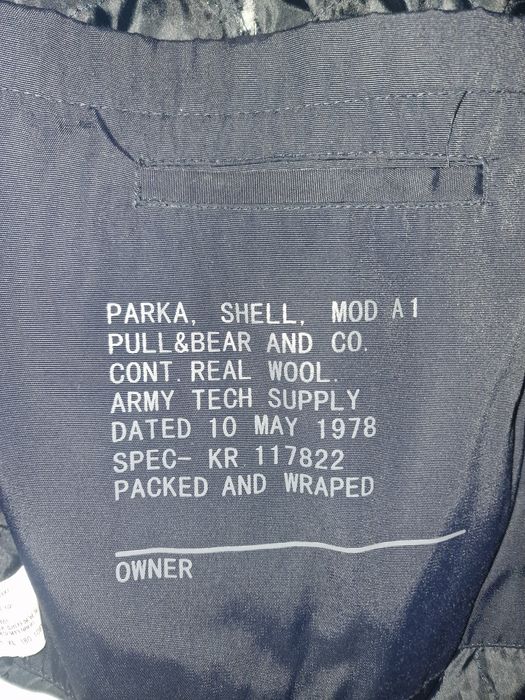 PARKA, SHELL, MOD A1
PULL&BEAR AND CO.
CONT. REAL WOOL.
ARMY TECH SUPPLY
DATED 10 MAY 1978
SPEC- KR 117822
PACKED AND WRAPED
OWNER